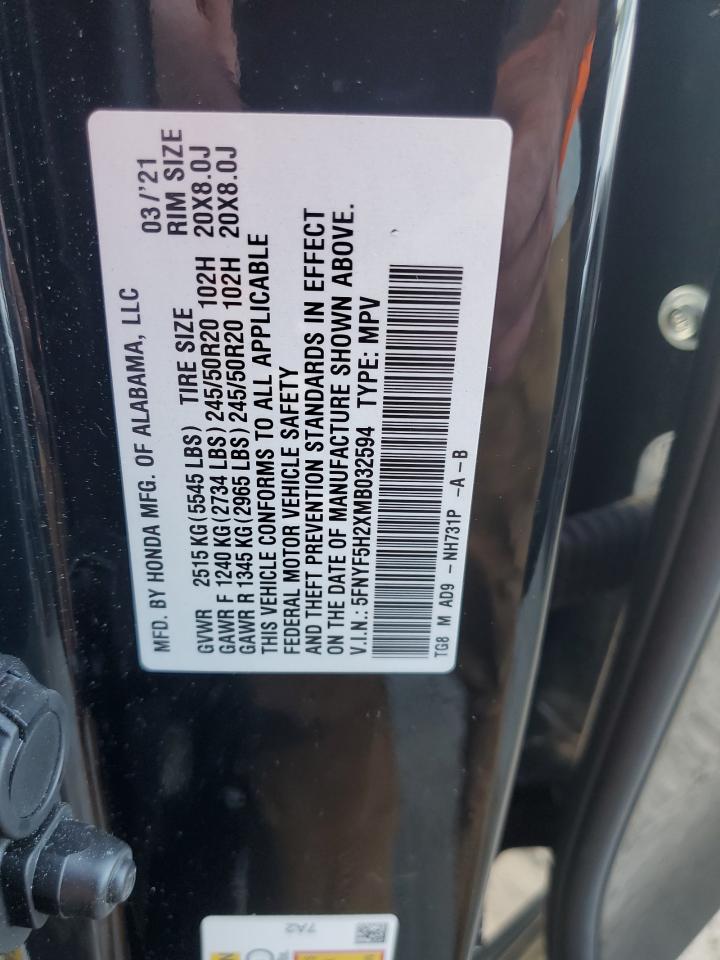 MFD. BY HONDA MFG. OF ALABAMA, LLC 03/'21
GVWR 2515 KG(5545 LBS) TIRE SIZE RIM SIZE
GAWR F 1240 KG(2734 LBS) 245/50R20 102H 20X8.0J
GAWR R 1345 KG(2965 LBS) 245/50R20 102H 20X8.0J
THIS VEHICLE CONFORMS TO ALL APPLICABLE
FEDERAL MOTOR VEHICLE SAFETY
AND THEFT PREVENTION STANDARDS IN EFFECT
ON THE DATE OF MANUFACTURE SHOWN ABOVE.
V.I.N.: 5FNYF5H2XMB032594 TYPE: MPV
TG8 M AD9 -NH731P -A-B
7A2